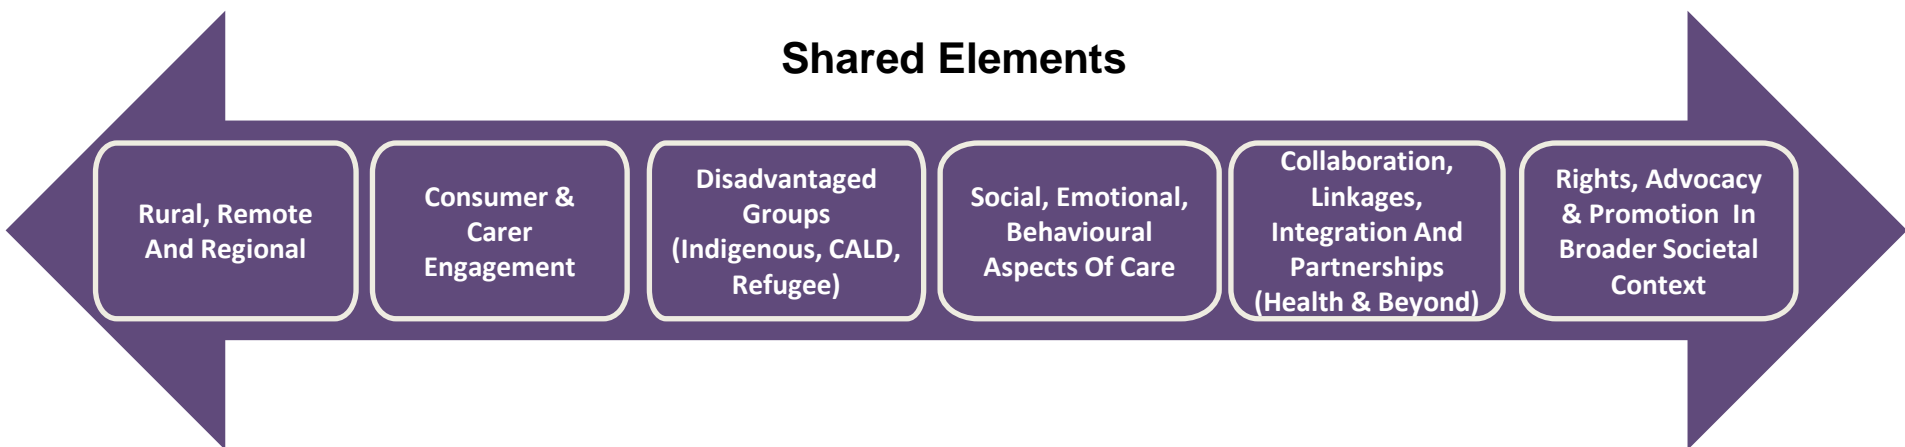 Shared Elements
Rural, Remote
And Regional
Consumer &
Carer
Engagement
Disadvantaged
Groups
(Indigenous, CALD,
Refugee)
Social, Emotional,
Behavioural
Aspects Of Care
Collaboration,
Linkages,
Integration And
Partnerships
(Health & Beyond)
Rights, Advocacy
& Promotion In
Broader Societal
Context